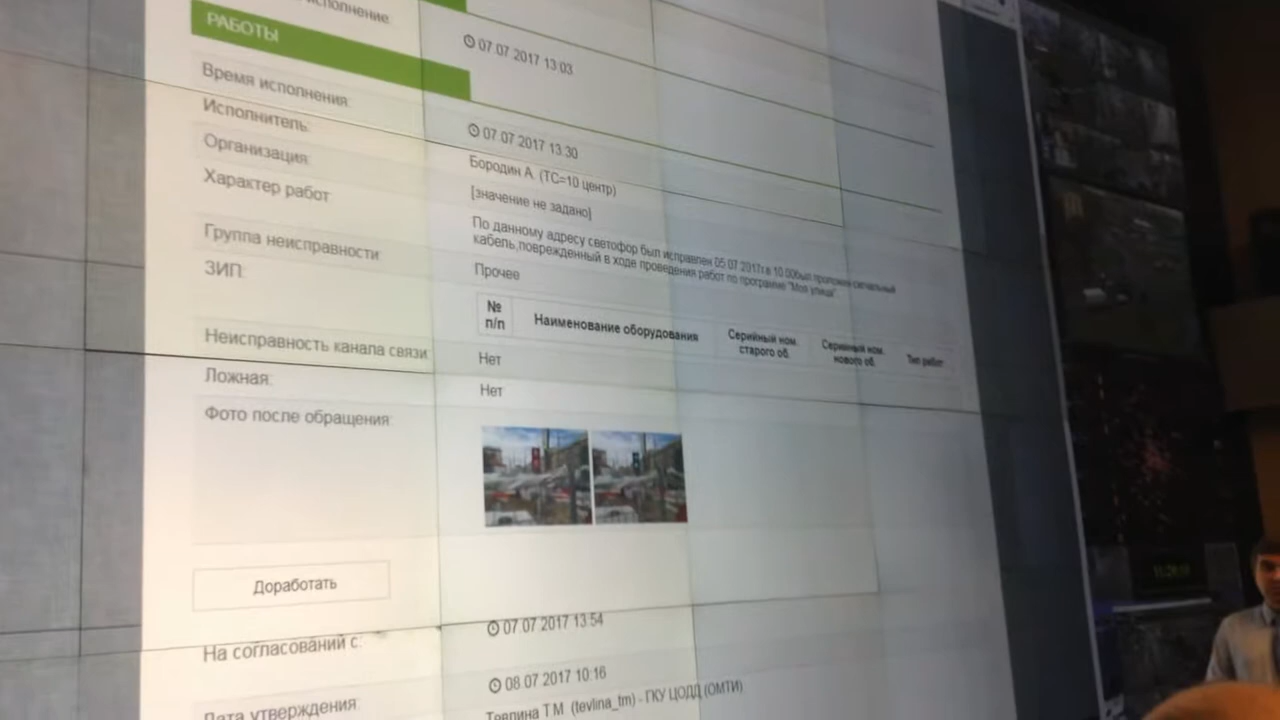 исполнение
07.07.2017 13:03
РАБОТЫ
Время исполнения:
07.07.2017 13:30
Исполнитель:
Бородин А. (ТС=10 центр)
Организация:
[значение не задано]
Характер работ
По данному адресу светофор был исправлен 05.07.2017г.в 10.00был проложен сигнальный
кабель,поврежденный в ходе проведения работ по программе "Моя улица"
Группа неисправности
Прочее
ЗИП:
№ п/п Наименование оборудования Серийный ном. старого об. Серийный ном. нового об. Тип работ
Неисправность канала связи:
Нет
Ложная:
Нет
Фото после обращения:
Доработать
На согласовании с:
07.07.2017 13:54
Дата утверждения:
08.07.2017 10:16
Тевлина Т.М. (tevlina_tm) - ГКУ ЦОДД (ОМТИ)